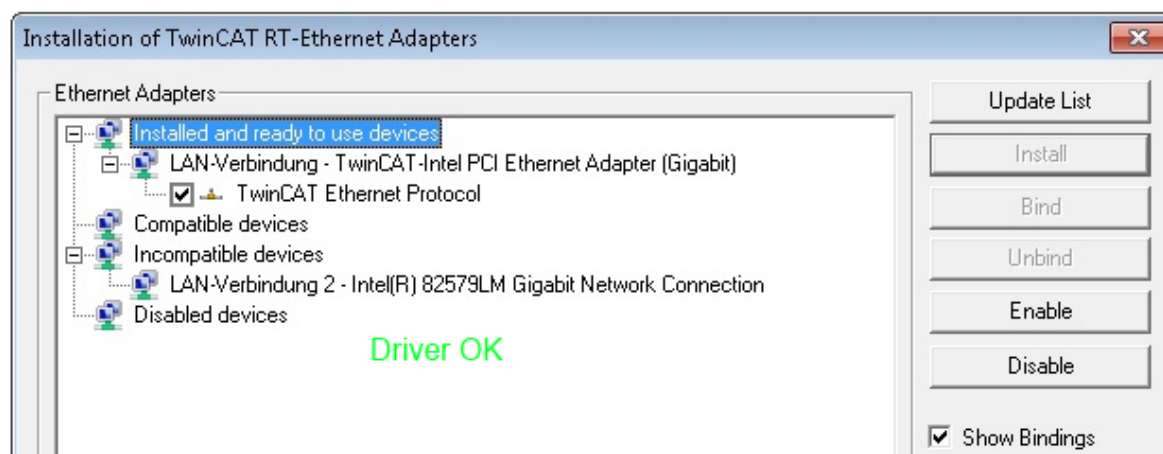 Installation of TwinCAT RT-Ethernet Adapters
Ethernet Adapters
Installed and ready to use devices
LAN-Verbindung - TwinCAT-Intel PCI Ethernet Adapter (Gigabit)
TwinCAT Ethernet Protocol
Compatible devices
Incompatible devices
LAN-Verbindung 2 - Intel(R) 82579LM Gigabit Network Connection
Disabled devices
Driver OK
Update List
Install
Bind
Unbind
Enable
Disable
Show Bindings